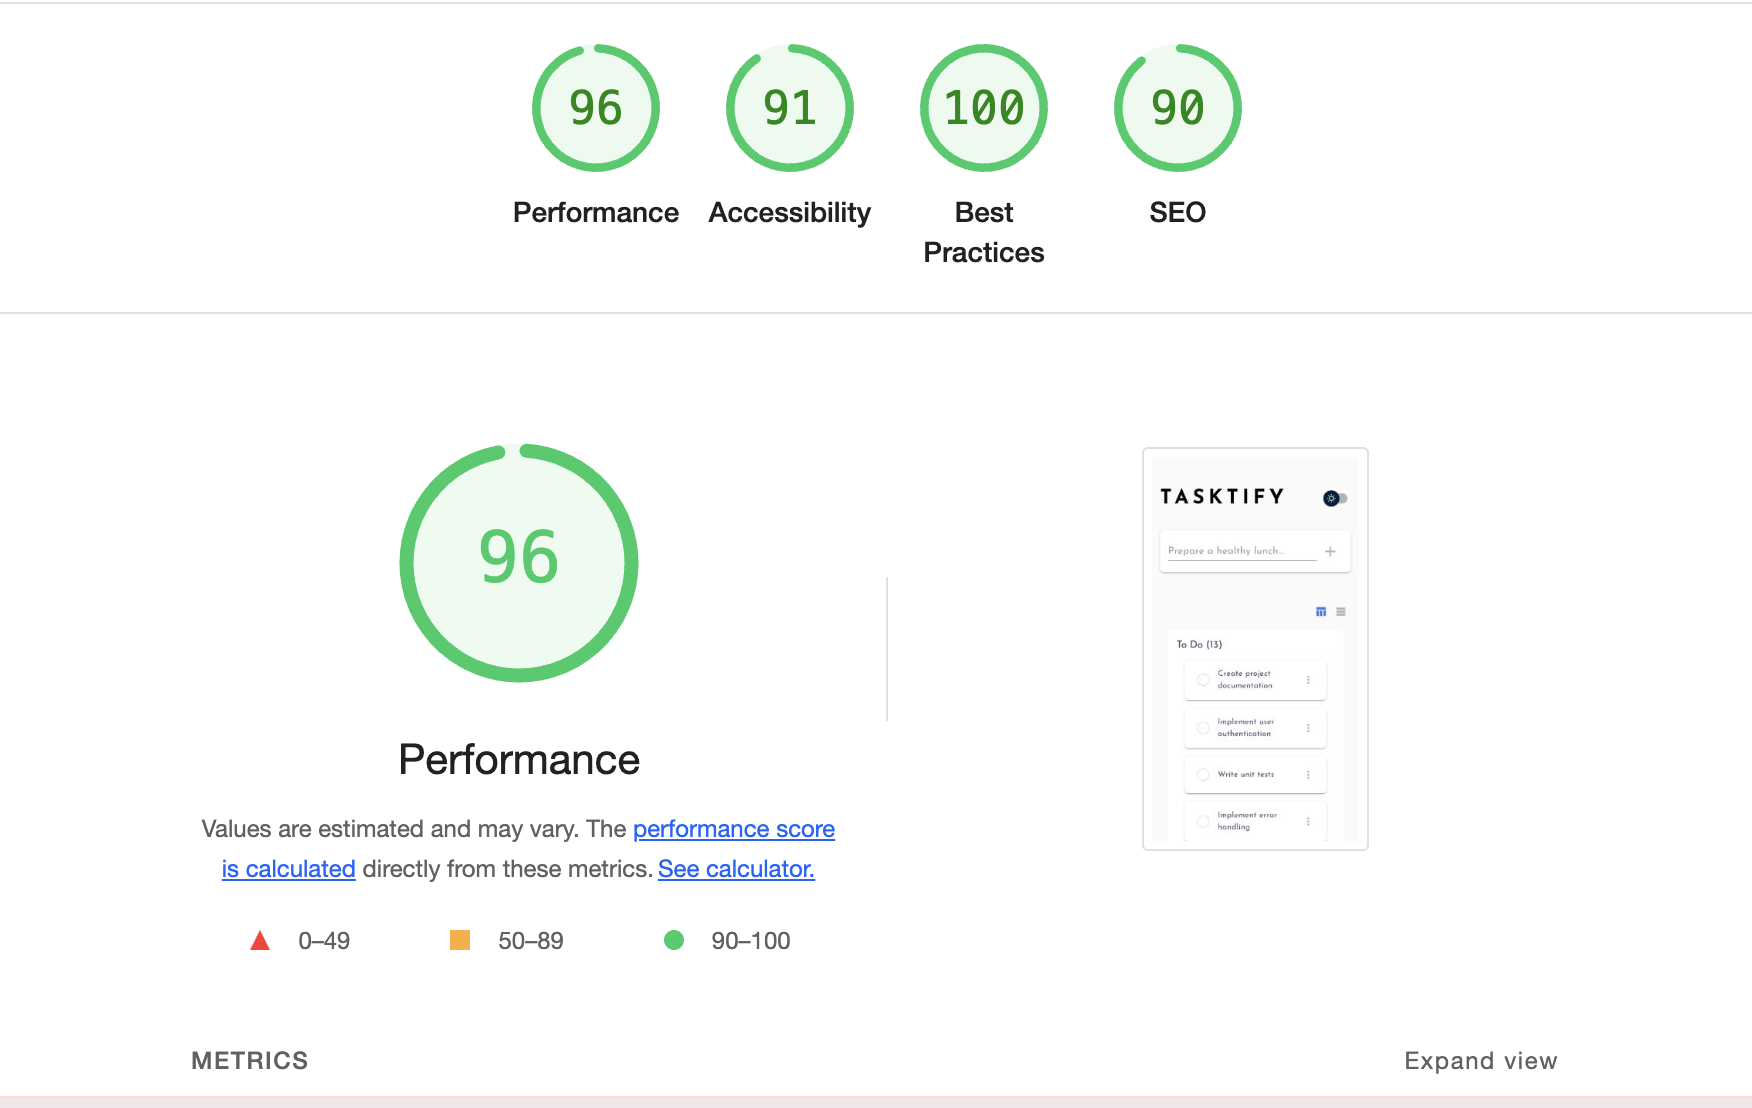 96
91
100
90
Performance
Accessibility
Best
Practices
SEO
96
Performance
Values are estimated and may vary. The performance score
is calculated directly from these metrics. See calculator.
0–49
50–89
90–100
TASKTIFY
Prepare a healthy lunch...
To Do (13)
Create project
documentation
Implement user
authentication
Write unit tests
Implement error
handling
METRICS
Expand view